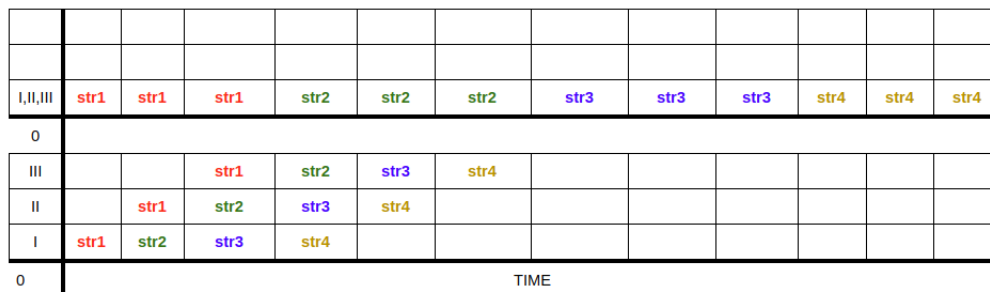 I,II,III str1 str1 str1 str2 str2 str2 str3 str3 str3 str4 str4 str4
0
III str1 str2 str3 str4
II str1 str2 str3 str4
I str1 str2 str3 str4
0 TIME